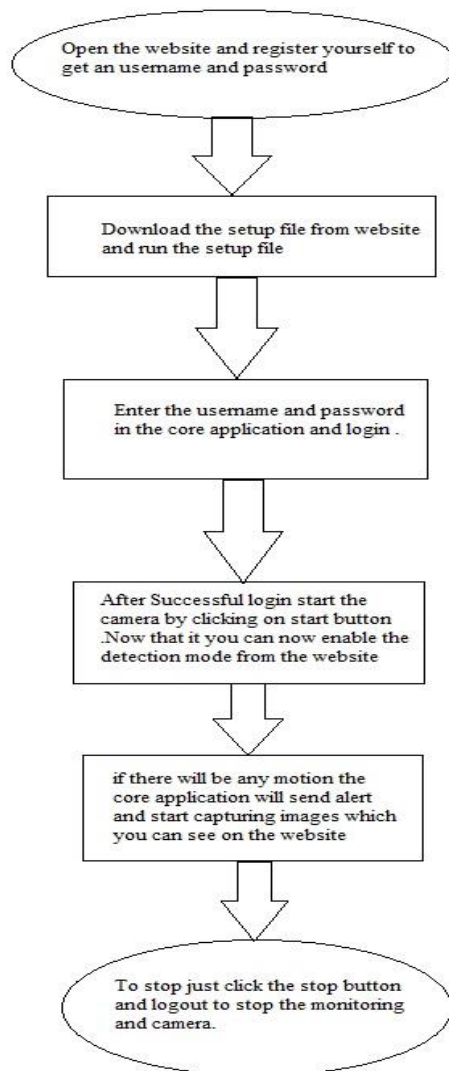 Open the website and register yourself to
get an username and password
Download the setup file from website
and run the setup file
Enter the username and password
in the core application and login .
After Successful login start the
camera by clicking on start button
.Now that it you can now enable the
detection mode from the website
if there will be any motion the
core application will send alert
and start capturing images which
you can see on the website
To stop just click the stop button
and logout to stop the monitoring
and camera.